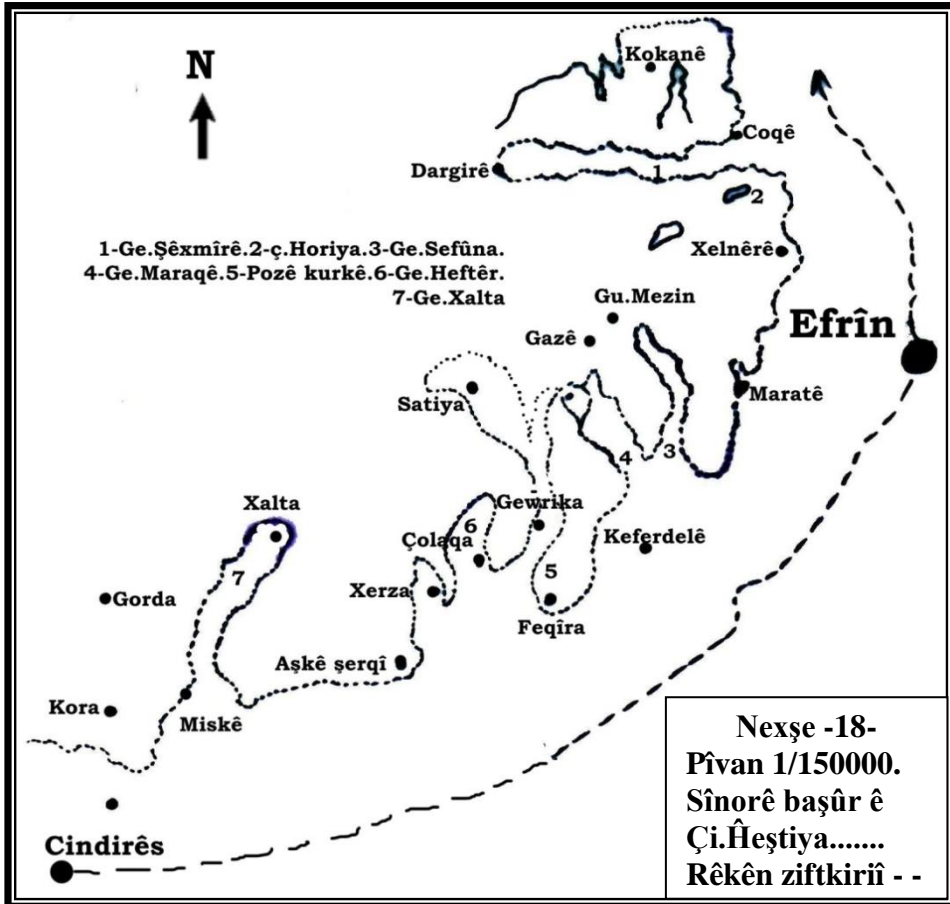 N
Kokanê
Coqê
Dargirê
1
2
1-Ge.Şêxmîrê.2-ç.Horiya.3-Ge.Sefûna.
4-Ge.Maraqê.5-Pozê kurkê.6-Ge.Heftêr.
7-Ge.Xalta
Xelnêrê
Gu.Mezin
Efrîn
Gazê
Satiya
Maratê
3
4
Xalta
Gewrika
6
Çolaqa
Keferdelê
7
5
Xerza
Gorda
Feqîra
Aşkê şerqî
Kora
Miskê
Nexşe -18-
Pîvan 1/150000.
Sînorê başûr ê
Çi.Ĥeştiya.......
Rêkên ziftkiriî - -
Cindirês